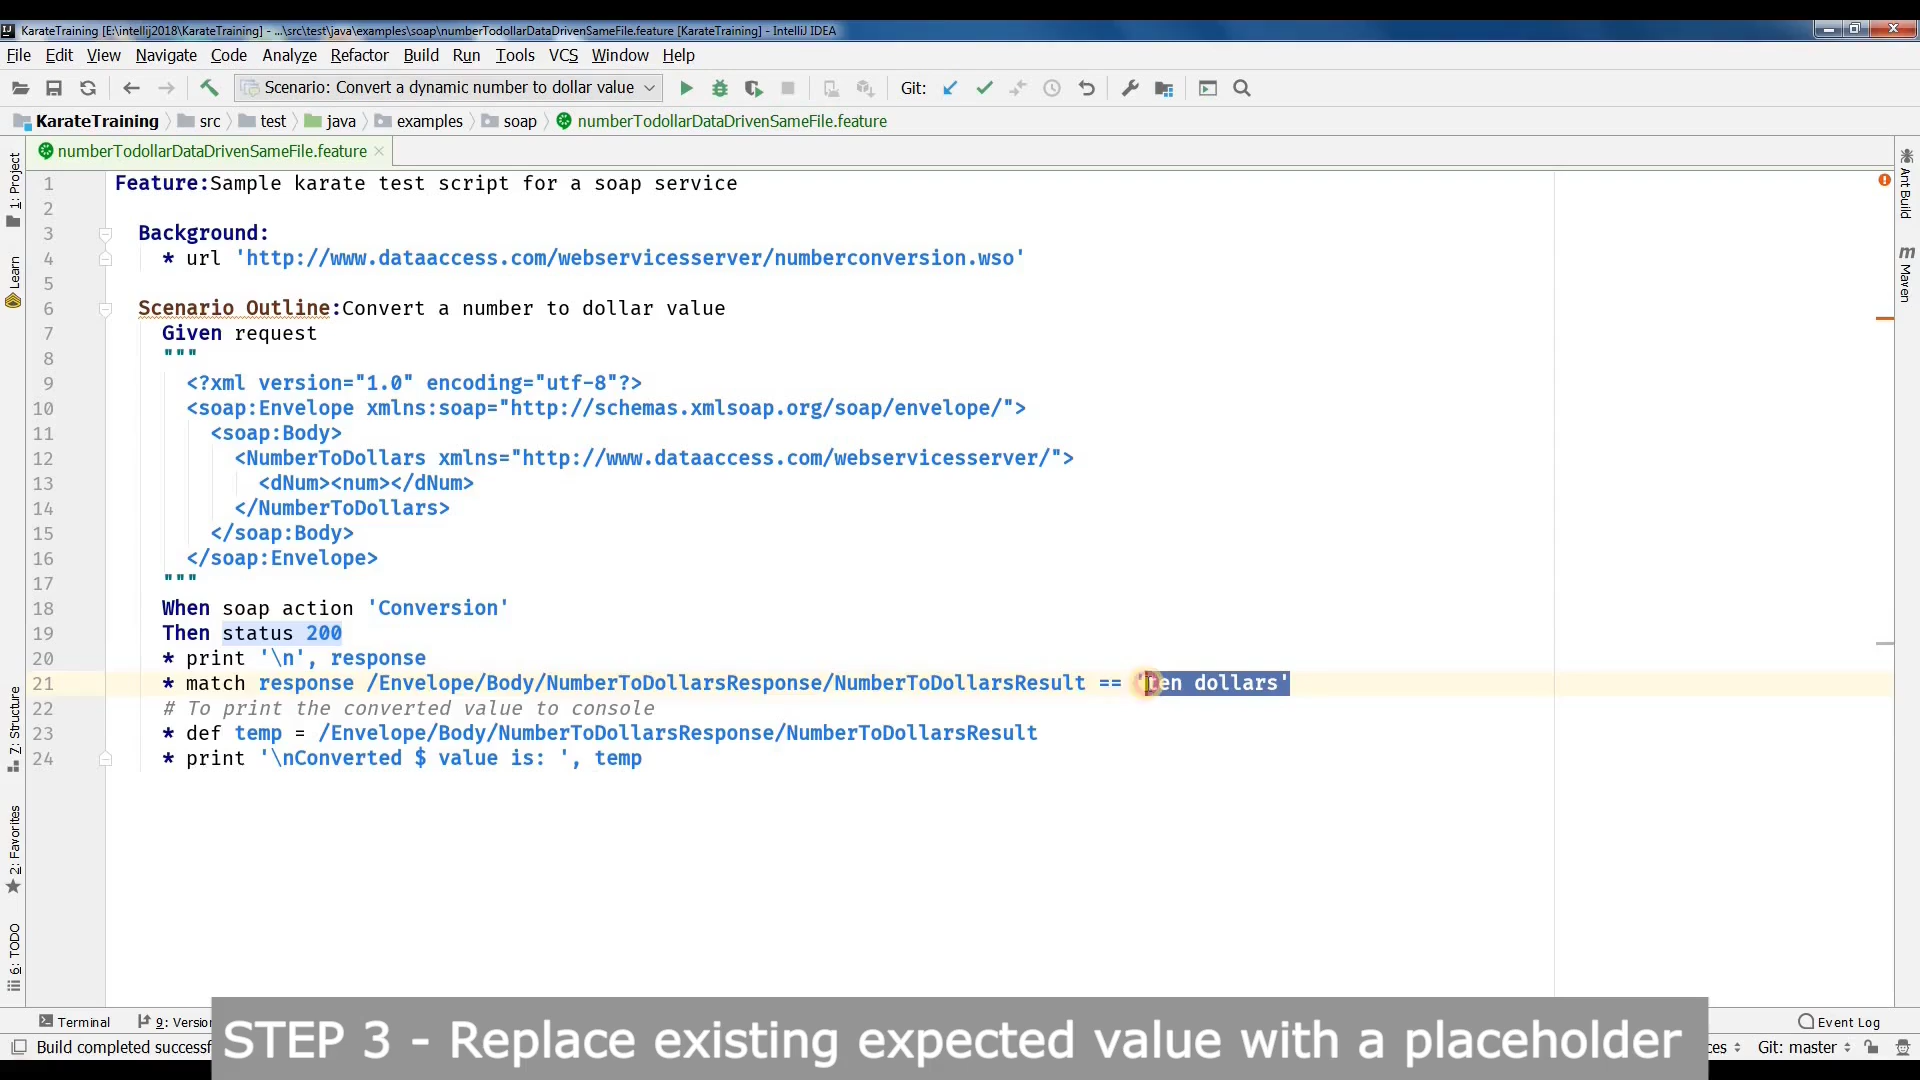 KarateTraining [E:\intellij2018\KarateTraining] - ...\src\test\java\examples\soap\numberTodollarDataDrivenSameFile.feature [KarateTraining] - IntelliJ IDEA
File Edit View Navigate Code Analyze Refactor Build Run Tools VCS Window Help
Scenario: Convert a dynamic number to dollar value Git:
KarateTraining src test java examples soap numberTodollarDataDrivenSameFile.feature
numberTodollarDataDrivenSameFile.feature
1 Feature:Sample karate test script for a soap service
2
3 Background:
4 * url 'http://www.dataaccess.com/webservicesserver/numberconversion.wso'
5
6 Scenario Outline:Convert a number to dollar value
7 Given request
8 """
9 <?xml version="1.0" encoding="utf-8"?>
10 <soap:Envelope xmlns:soap="http://schemas.xmlsoap.org/soap/envelope/">
11 <soap:Body>
12 <NumberToDollars xmlns="http://www.dataaccess.com/webservicesserver/">
13 <dNum><num></dNum>
14 </NumberToDollars>
15 </soap:Body>
16 </soap:Envelope>
17 """
18 When soap action 'Conversion'
19 Then status 200
20 * print '\n', response
21 * match response /Envelope/Body/NumberToDollarsResponse/NumberToDollarsResult == 'ten dollars'
22 # To print the converted value to console
23 * def temp = /Envelope/Body/NumberToDollarsResponse/NumberToDollarsResult
24 * print '\nConverted $ value is: ', temp
1: Project
Learn
7: Structure
2: Favorites
6: TODO
Ant Build
m Maven
Terminal 9: Versio Event Log
Build completed successf ces Git: master
STEP 3 - Replace existing expected value with a placeholder